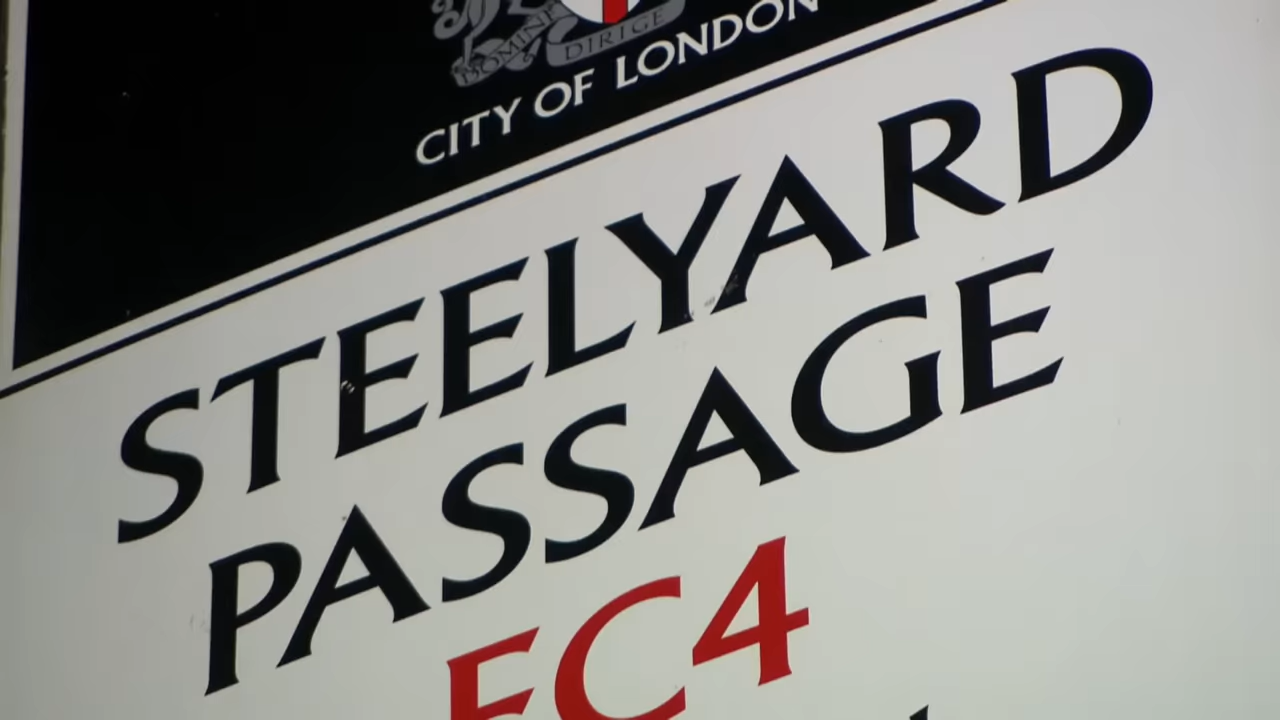 DOMINE DIRIGE
CITY OF LONDON
STEELYARD
PASSAGE
EC4